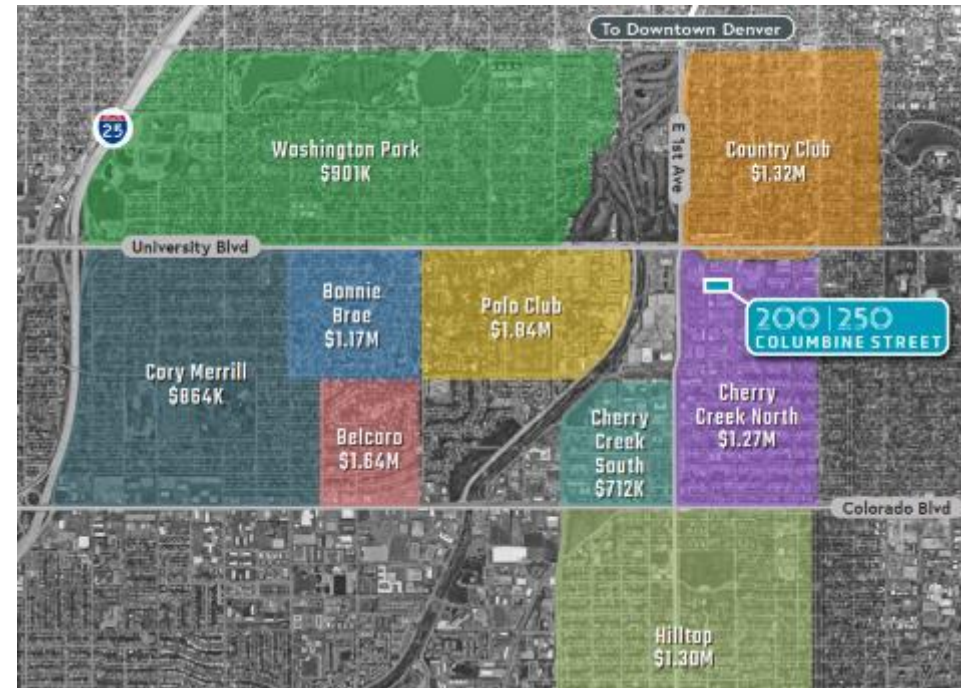 To Downtown Denver
25
E 1st Ave
Washington Park
$901K
Country Club
$1.32M
University Blvd
Bonnie
Brae
$1.17M
Polo Club
$1.84M
200|250
COLUMBINE STREET
Cory Merrill
$864K
Belcaro
$1.64M
Cherry
Creek
South
$712K
Cherry
Creek North
$1.27M
Colorado Blvd
Hilltop
$1.30M